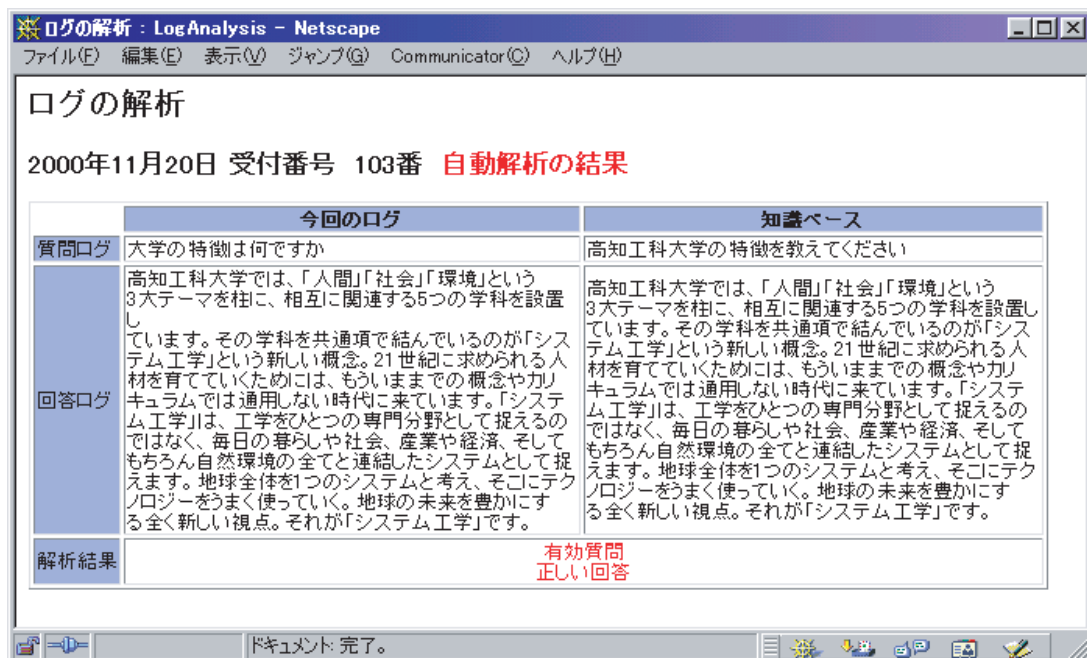 ログの解析 : LogAnalysis - Netscape
ファイル(F) 編集(E) 表示(V) ジャンプ(G) Communicator(C) ヘルプ(H)
ログの解析
2000年11月20日 受付番号 103番 自動解析の結果
今回のログ 知識ベース
質問ログ 大学の特徴は何ですか 高知工科大学の特徴を教えてください
回答ログ
高知工科大学では、「人間」「社会」「環境」という
3大テーマを柱に、相互に関連する5つの学科を設置
し
ています。その学科を共通項で結んでいるのが「シス
テム工学」という新しい概念。21世紀に求められる人
材を育てていくためには、もういままでの概念やカリ
キュラムでは通用しない時代に来ています。「システ
ム工学」は、工学をひとつの専門分野として捉えるの
ではなく、毎日の暮らしや社会、産業や経済、そして
もちろん自然環境の全てと連結したシステムとして捉
えます。地球全体を1つのシステムと考え、そこにテク
ノロジーをうまく使っていく。地球の未来を豊かにす
る全く新しい視点。それが「システム工学」です。
高知工科大学では、「人間」「社会」「環境」という
3大テーマを柱に、相互に関連する5つの学科を設置し
ています。その学科を共通項で結んでいるのが「シス
テム工学」という新しい概念。21世紀に求められる人
材を育てていくためには、もういままでの概念やカリ
キュラムでは通用しない時代に来ています。「システ
ム工学」は、工学をひとつの専門分野として捉えるの
ではなく、毎日の暮らしや社会、産業や経済、そして
もちろん自然環境の全てと連結したシステムとして捉
えます。地球全体を1つのシステムと考え、そこにテク
ノロジーをうまく使っていく。地球の未来を豊かにす
る全く新しい視点。それが「システム工学」です。
解析結果
有効質問
正しい回答
ドキュメント: 完了。